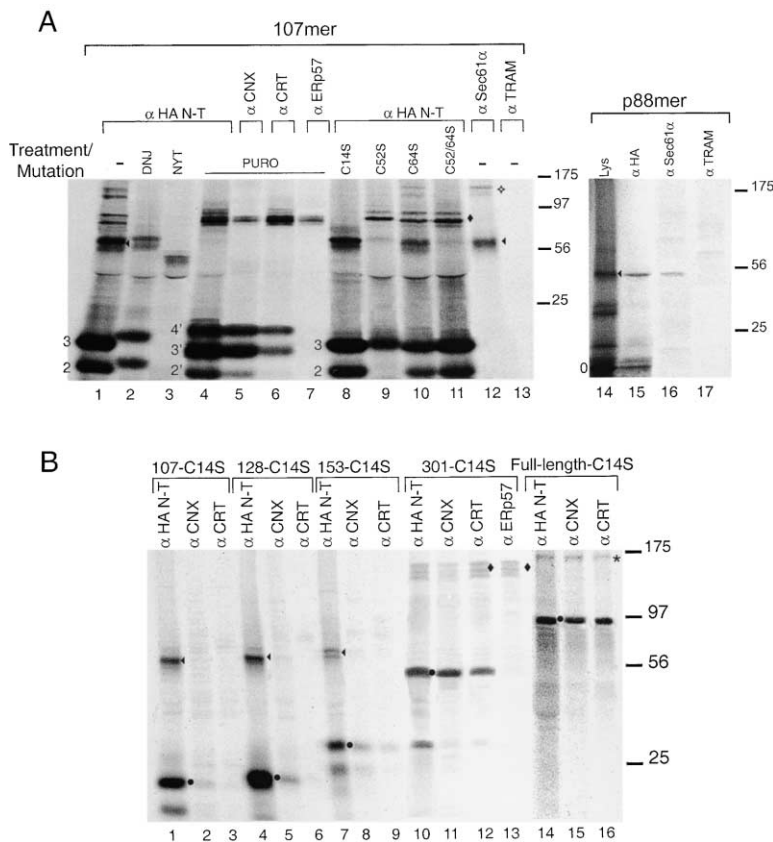 A
107mer
α HA N-T
α CNX
α CRT
α ERp57
α HA N-T
α Sec61α
α TRAM
p88mer
Treatment/
Mutation
-
DNJ
NYT
PURO
C14S
C52S
C64S
C52/64S
-
-
Lys
α HA
α Sec61α
α TRAM
175
97
56
25
175
56
25
3
2
4'
3'
2'
3
2
0
1 2 3 4 5 6 7 8 9 10 11 12 13
14 15 16 17
B
107-C14S 128-C14S 153-C14S 301-C14S Full-length-C14S
α HA N-T
α CNX
α CRT
α HA N-T
α CNX
α CRT
α HA N-T
α CNX
α CRT
α HA N-T
α CNX
α CRT
α ERp57
α HA N-T
α CNX
α CRT
175
*
97
56
25
1 2 3 4 5 6 7 8 9 10 11 12 13 14 15 16